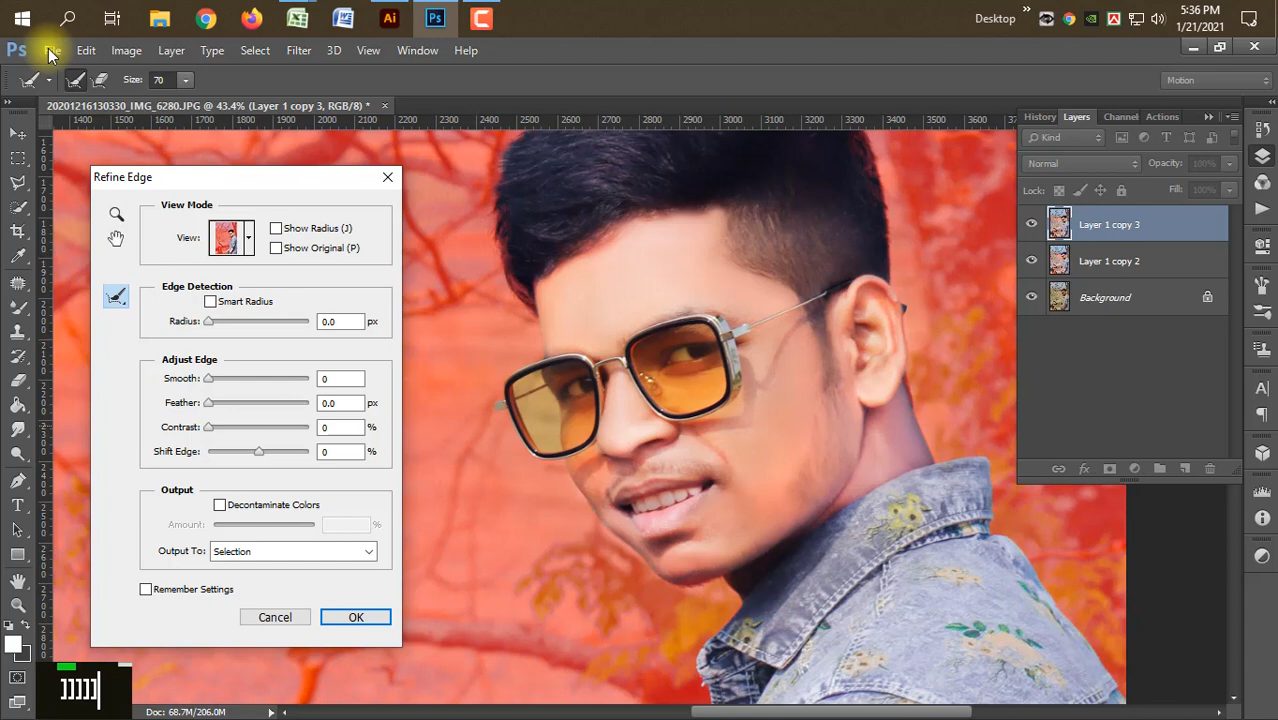 Desktop
»
5:36 PM
1/21/2021
Ai
Ps
Ps
File Edit Image Layer Type Select Filter 3D View Window Help
Size: 70
Motion
20201216130330_IMG_6280.JPG @ 43.4% (Layer 1 copy 3, RGB/8) *
1400 1500 1600 1700 1800 1900 2000 2100 2200 2300 2400 2500 2600 2700 2800 2900 3000 3100 3200 3300 3400 3500 3600
History Layers Channel Actions
Kind
Normal Opacity: 100%
Lock: Fill: 100%
Layer 1 copy 3
Layer 1 copy 2
Background
fx
Refine Edge
View Mode
View:
Show Radius (J)
Show Original (P)
Edge Detection
Smart Radius
Radius: 0.0 px
Adjust Edge
Smooth: 0
Feather: 0.0 px
Contrast: 0 %
Shift Edge: 0 %
Output
Decontaminate Colors
Amount: %
Output To: Selection
Remember Settings
Cancel OK
]]]]]
Doc: 68.7M/206.0M